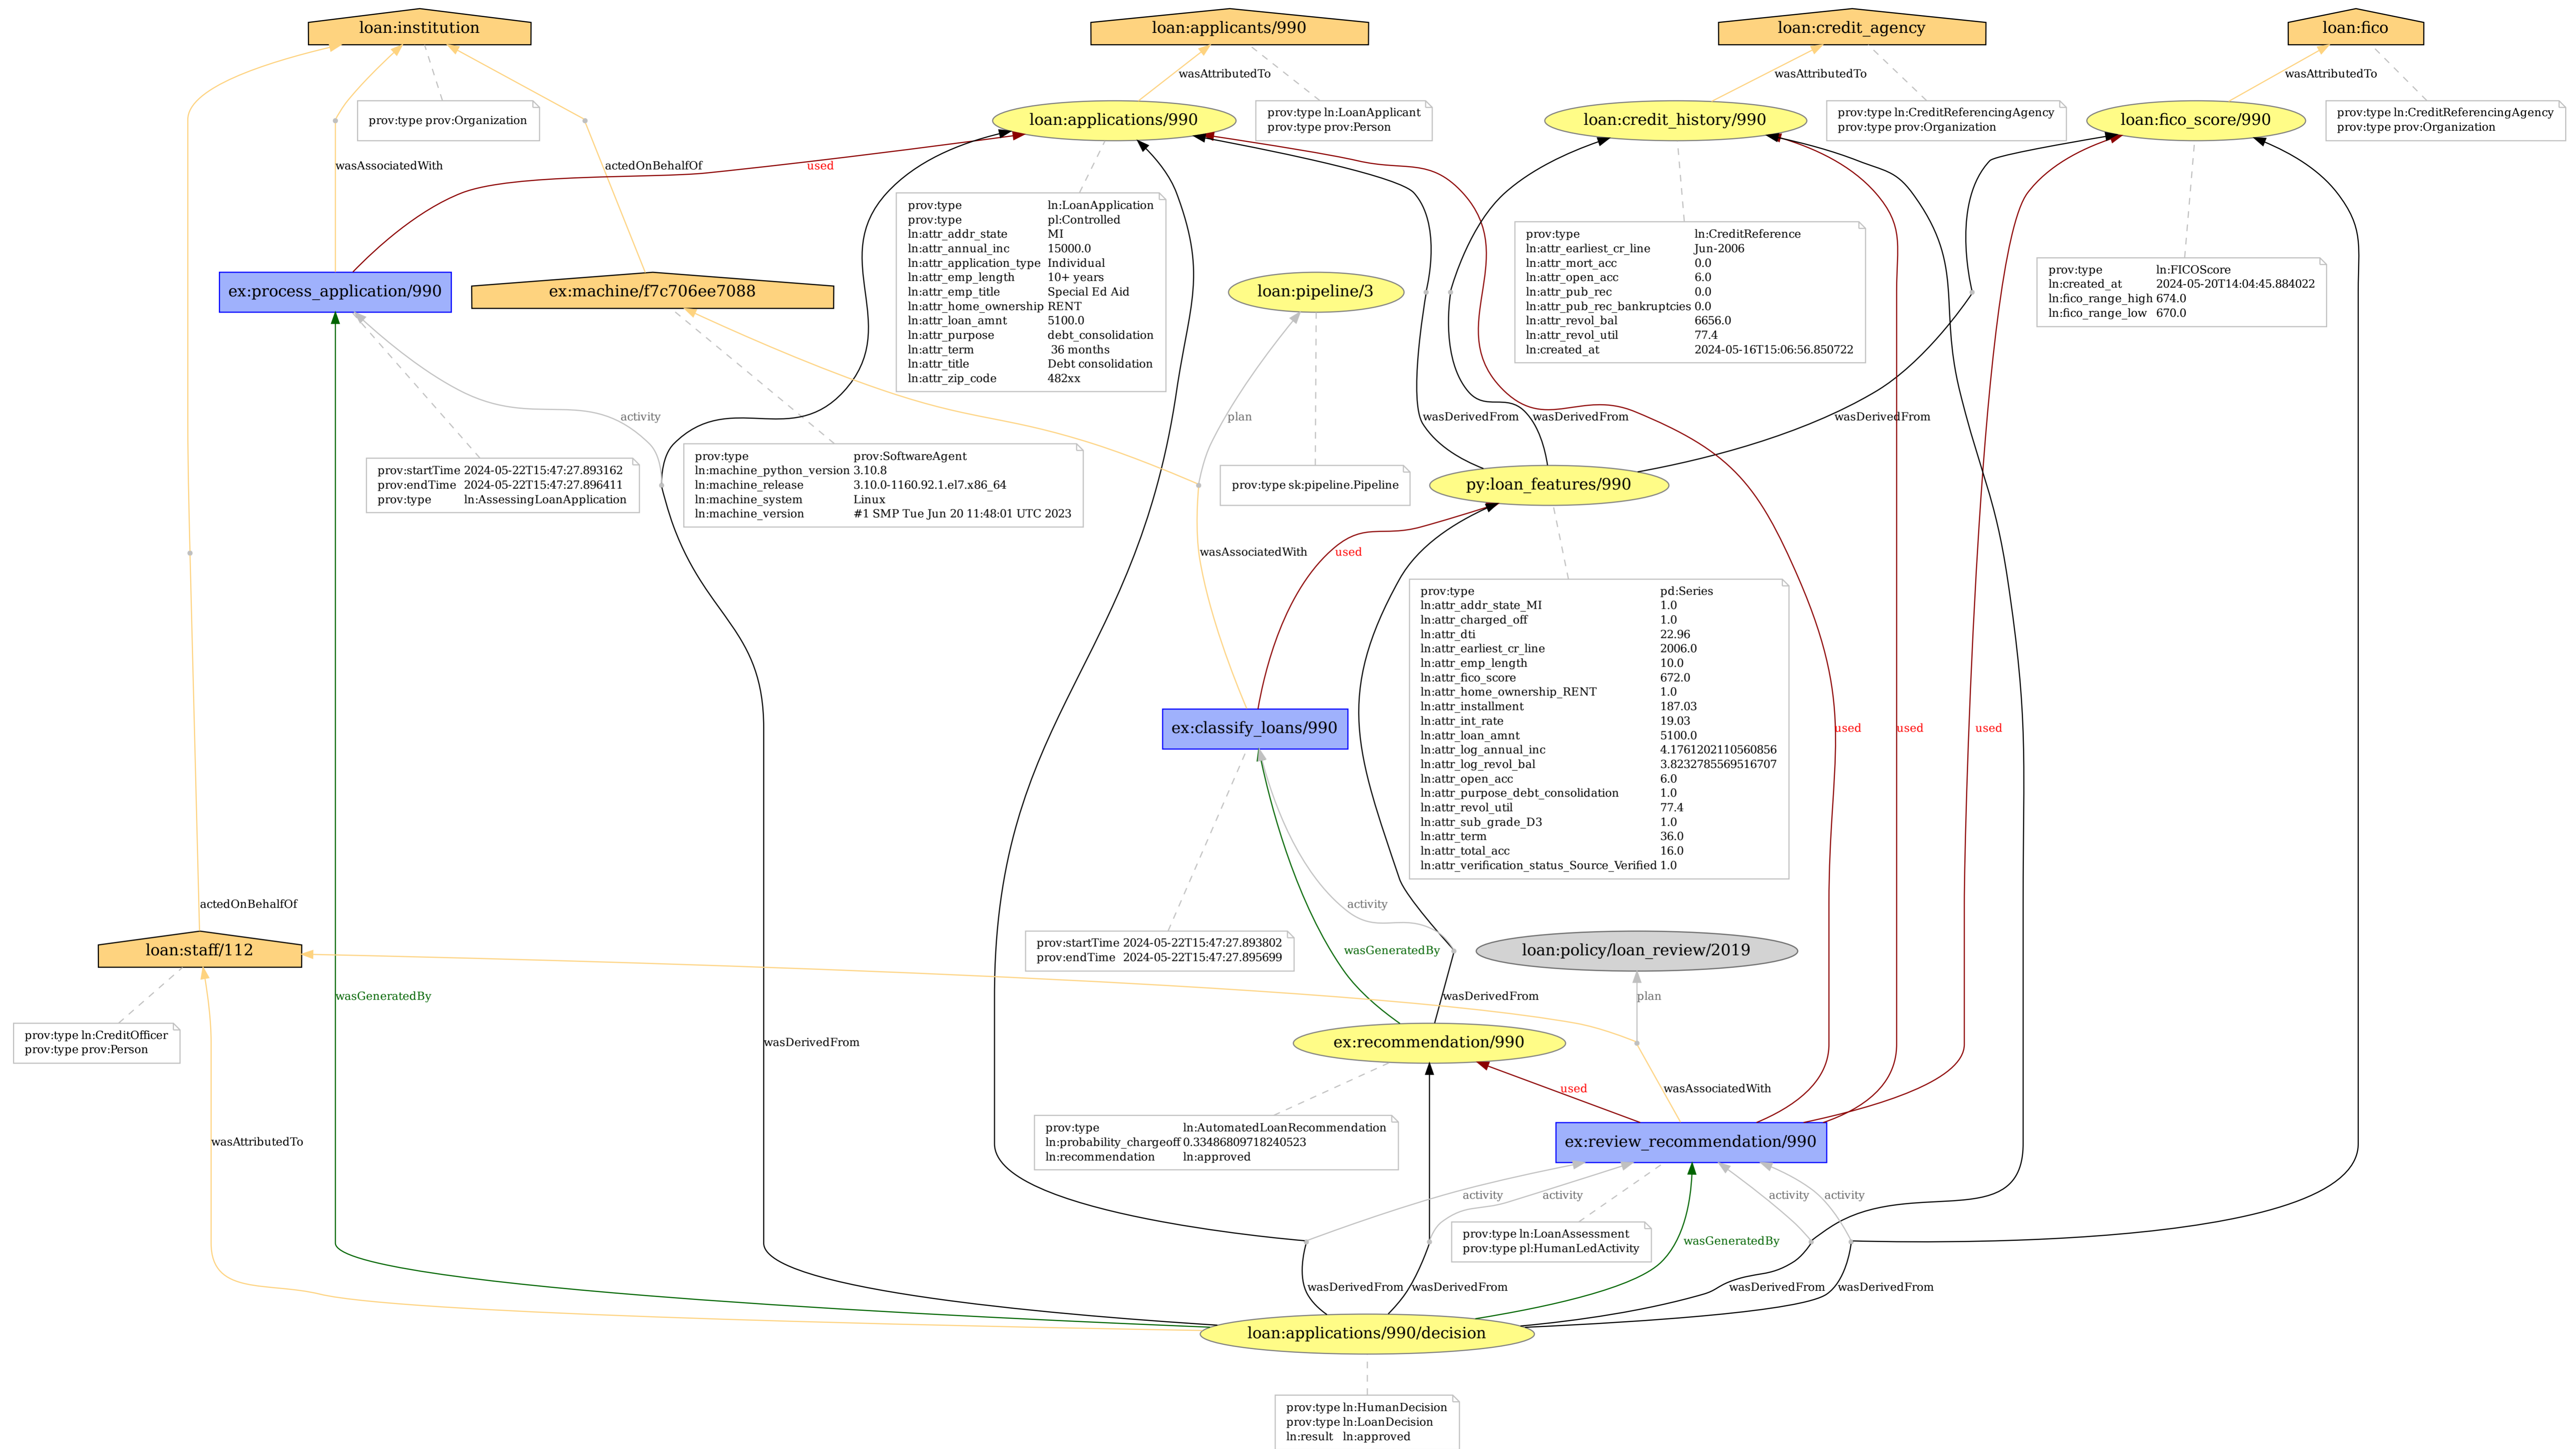 loan:institution
loan:applicants/990
loan:credit_agency
loan:fico
wasAttributedTo
wasAttributedTo
wasAttributedTo
prov:type prov:Organization
loan:applications/990
prov:type ln:LoanApplicant
prov:type prov:Person
loan:credit_history/990
prov:type ln:CreditReferencingAgency
prov:type prov:Organization
loan:fico_score/990
prov:type ln:CreditReferencingAgency
prov:type prov:Organization
wasAssociatedWith
actedOnBehalfOf
used
prov:type ln:LoanApplication
prov:type pl:Controlled
ln:attr_addr_state MI
ln:attr_annual_inc 15000.0
ln:attr_application_type Individual
ln:attr_emp_length 10+ years
ln:attr_emp_title Special Ed Aid
ln:attr_home_ownership RENT
ln:attr_loan_amnt 5100.0
ln:attr_purpose debt_consolidation
ln:attr_term 36 months
ln:attr_title Debt consolidation
ln:attr_zip_code 482xx
prov:type ln:CreditReference
ln:attr_earliest_cr_line Jun-2006
ln:attr_mort_acc 0.0
ln:attr_open_acc 6.0
ln:attr_pub_rec 0.0
ln:attr_pub_rec_bankruptcies 0.0
ln:attr_revol_bal 6656.0
ln:attr_revol_util 77.4
ln:created_at 2024-05-16T15:06:56.850722
prov:type ln:FICOScore
ln:created_at 2024-05-20T14:04:45.884022
ln:fico_range_high 674.0
ln:fico_range_low 670.0
ex:process_application/990
ex:machine/f7c706ee7088
loan:pipeline/3
activity
plan
wasDerivedFrom
wasDerivedFrom
wasDerivedFrom
prov:startTime 2024-05-22T15:47:27.893162
prov:endTime 2024-05-22T15:47:27.896411
prov:type ln:AssessingLoanApplication
prov:type prov:SoftwareAgent
ln:machine_python_version 3.10.8
ln:machine_release 3.10.0-1160.92.1.el7.x86_64
ln:machine_system Linux
ln:machine_version #1 SMP Tue Jun 20 11:48:01 UTC 2023
prov:type sk:pipeline.Pipeline
py:loan_features/990
wasAssociatedWith
used
prov:type pd:Series
ln:attr_addr_state_MI 1.0
ln:attr_charged_off 1.0
ln:attr_dti 22.96
ln:attr_earliest_cr_line 2006.0
ln:attr_emp_length 10.0
ln:attr_fico_score 672.0
ln:attr_home_ownership_RENT 1.0
ln:attr_installment 187.03
ln:attr_int_rate 19.03
ln:attr_loan_amnt 5100.0
ln:attr_log_annual_inc 4.1761202110560856
ln:attr_log_revol_bal 3.8232785569516707
ln:attr_open_acc 6.0
ln:attr_purpose_debt_consolidation 1.0
ln:attr_revol_util 77.4
ln:attr_sub_grade_D3 1.0
ln:attr_term 36.0
ln:attr_total_acc 16.0
ln:attr_verification_status_Source_Verified 1.0
ex:classify_loans/990
used
used
used
actedOnBehalfOf
activity
loan:staff/112
prov:startTime 2024-05-22T15:47:27.893802
prov:endTime 2024-05-22T15:47:27.895699
wasGeneratedBy
loan:policy/loan_review/2019
wasGeneratedBy
wasDerivedFrom
plan
prov:type ln:CreditOfficer
prov:type prov:Person
wasDerivedFrom
ex:recommendation/990
used
wasAssociatedWith
prov:type ln:AutomatedLoanRecommendation
ln:probability_chargeoff 0.33486809718240523
ln:recommendation ln:approved
wasAttributedTo
ex:review_recommendation/990
activity
activity
activity
activity
prov:type ln:LoanAssessment
prov:type pl:HumanLedActivity
wasGeneratedBy
wasDerivedFrom
wasDerivedFrom
wasDerivedFrom
wasDerivedFrom
loan:applications/990/decision
prov:type ln:HumanDecision
prov:type ln:LoanDecision
ln:result ln:approved